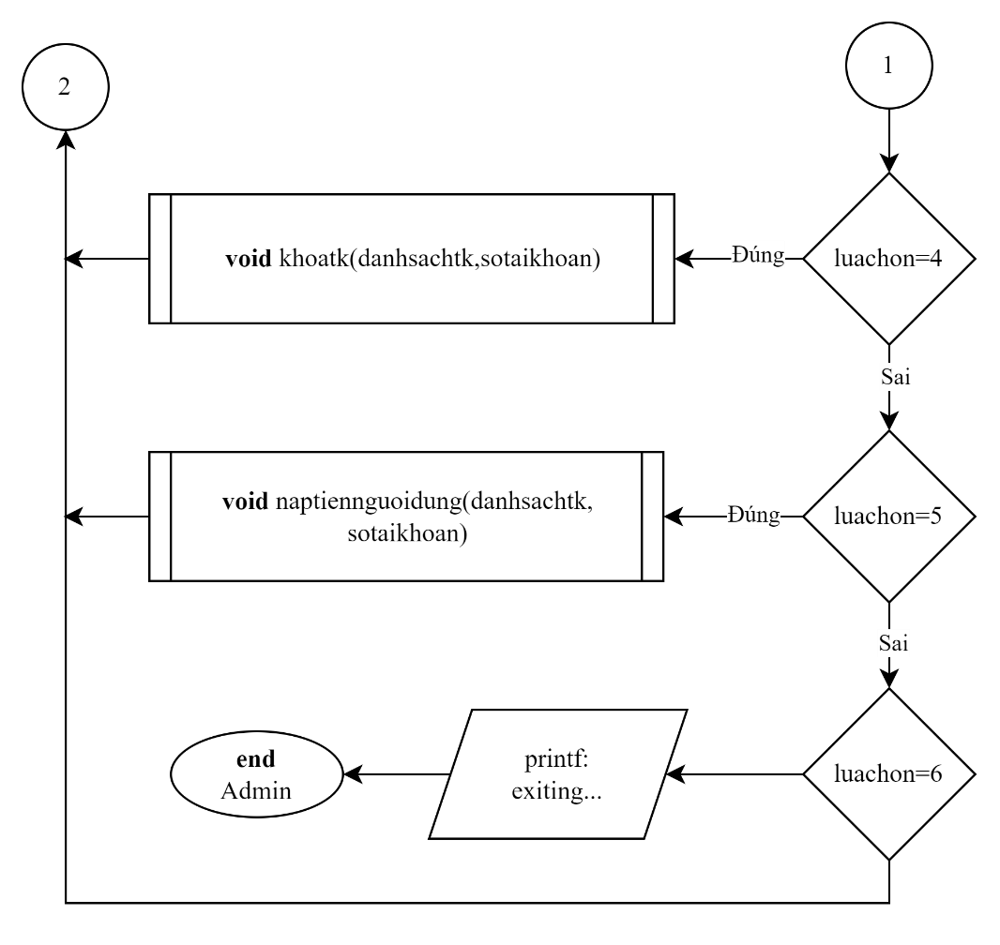 2
1
void khoatk(danhsachtk,sotaikhoan)
Đúng
luachon=4
Sai
void naptiennguoidung(danhsachtk,
sotaikhoan)
Đúng
luachon=5
Sai
end
Admin
printf:
exiting...
luachon=6